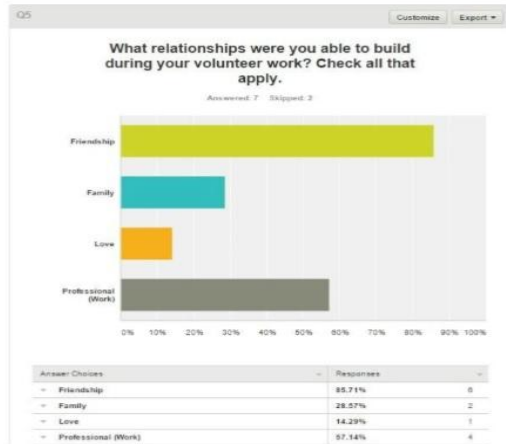 Q5
Customize Export
What relationships were you able to build
during your volunteer work? Check all that
apply.
Answered: 7 Skipped: 2
Friendship
Family
Love
Professional
(Work)
0% 10% 20% 30% 40% 50% 60% 70% 80% 90% 100%
Answer Choices Responses
Friendship 85.71% 6
Family 28.57% 2
Love 14.29% 1
Professional (Work) 57.14% 4